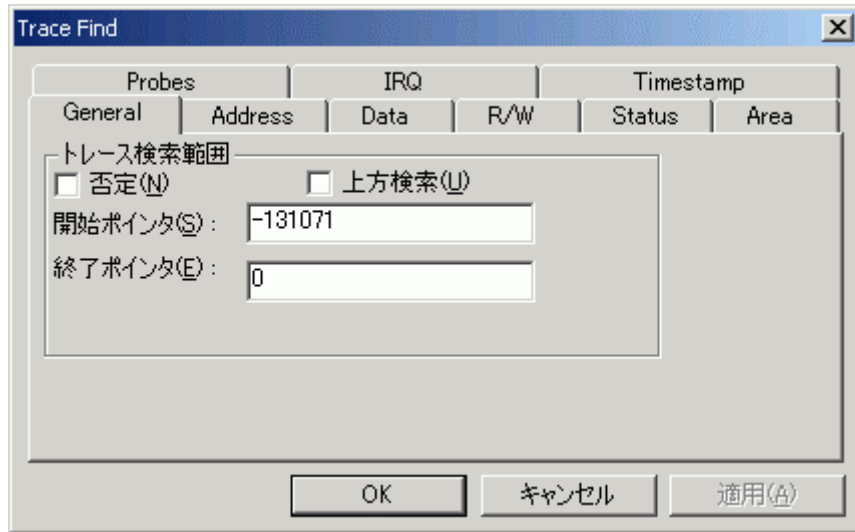 Trace Find
Probes IRQ Timestamp
General Address Data R/W Status Area
トレース検索範囲
否定(N) 上方検索(U)
開始ポインタ(S): -131071
終了ポインタ(E): 0
OK キャンセル 適用(A)